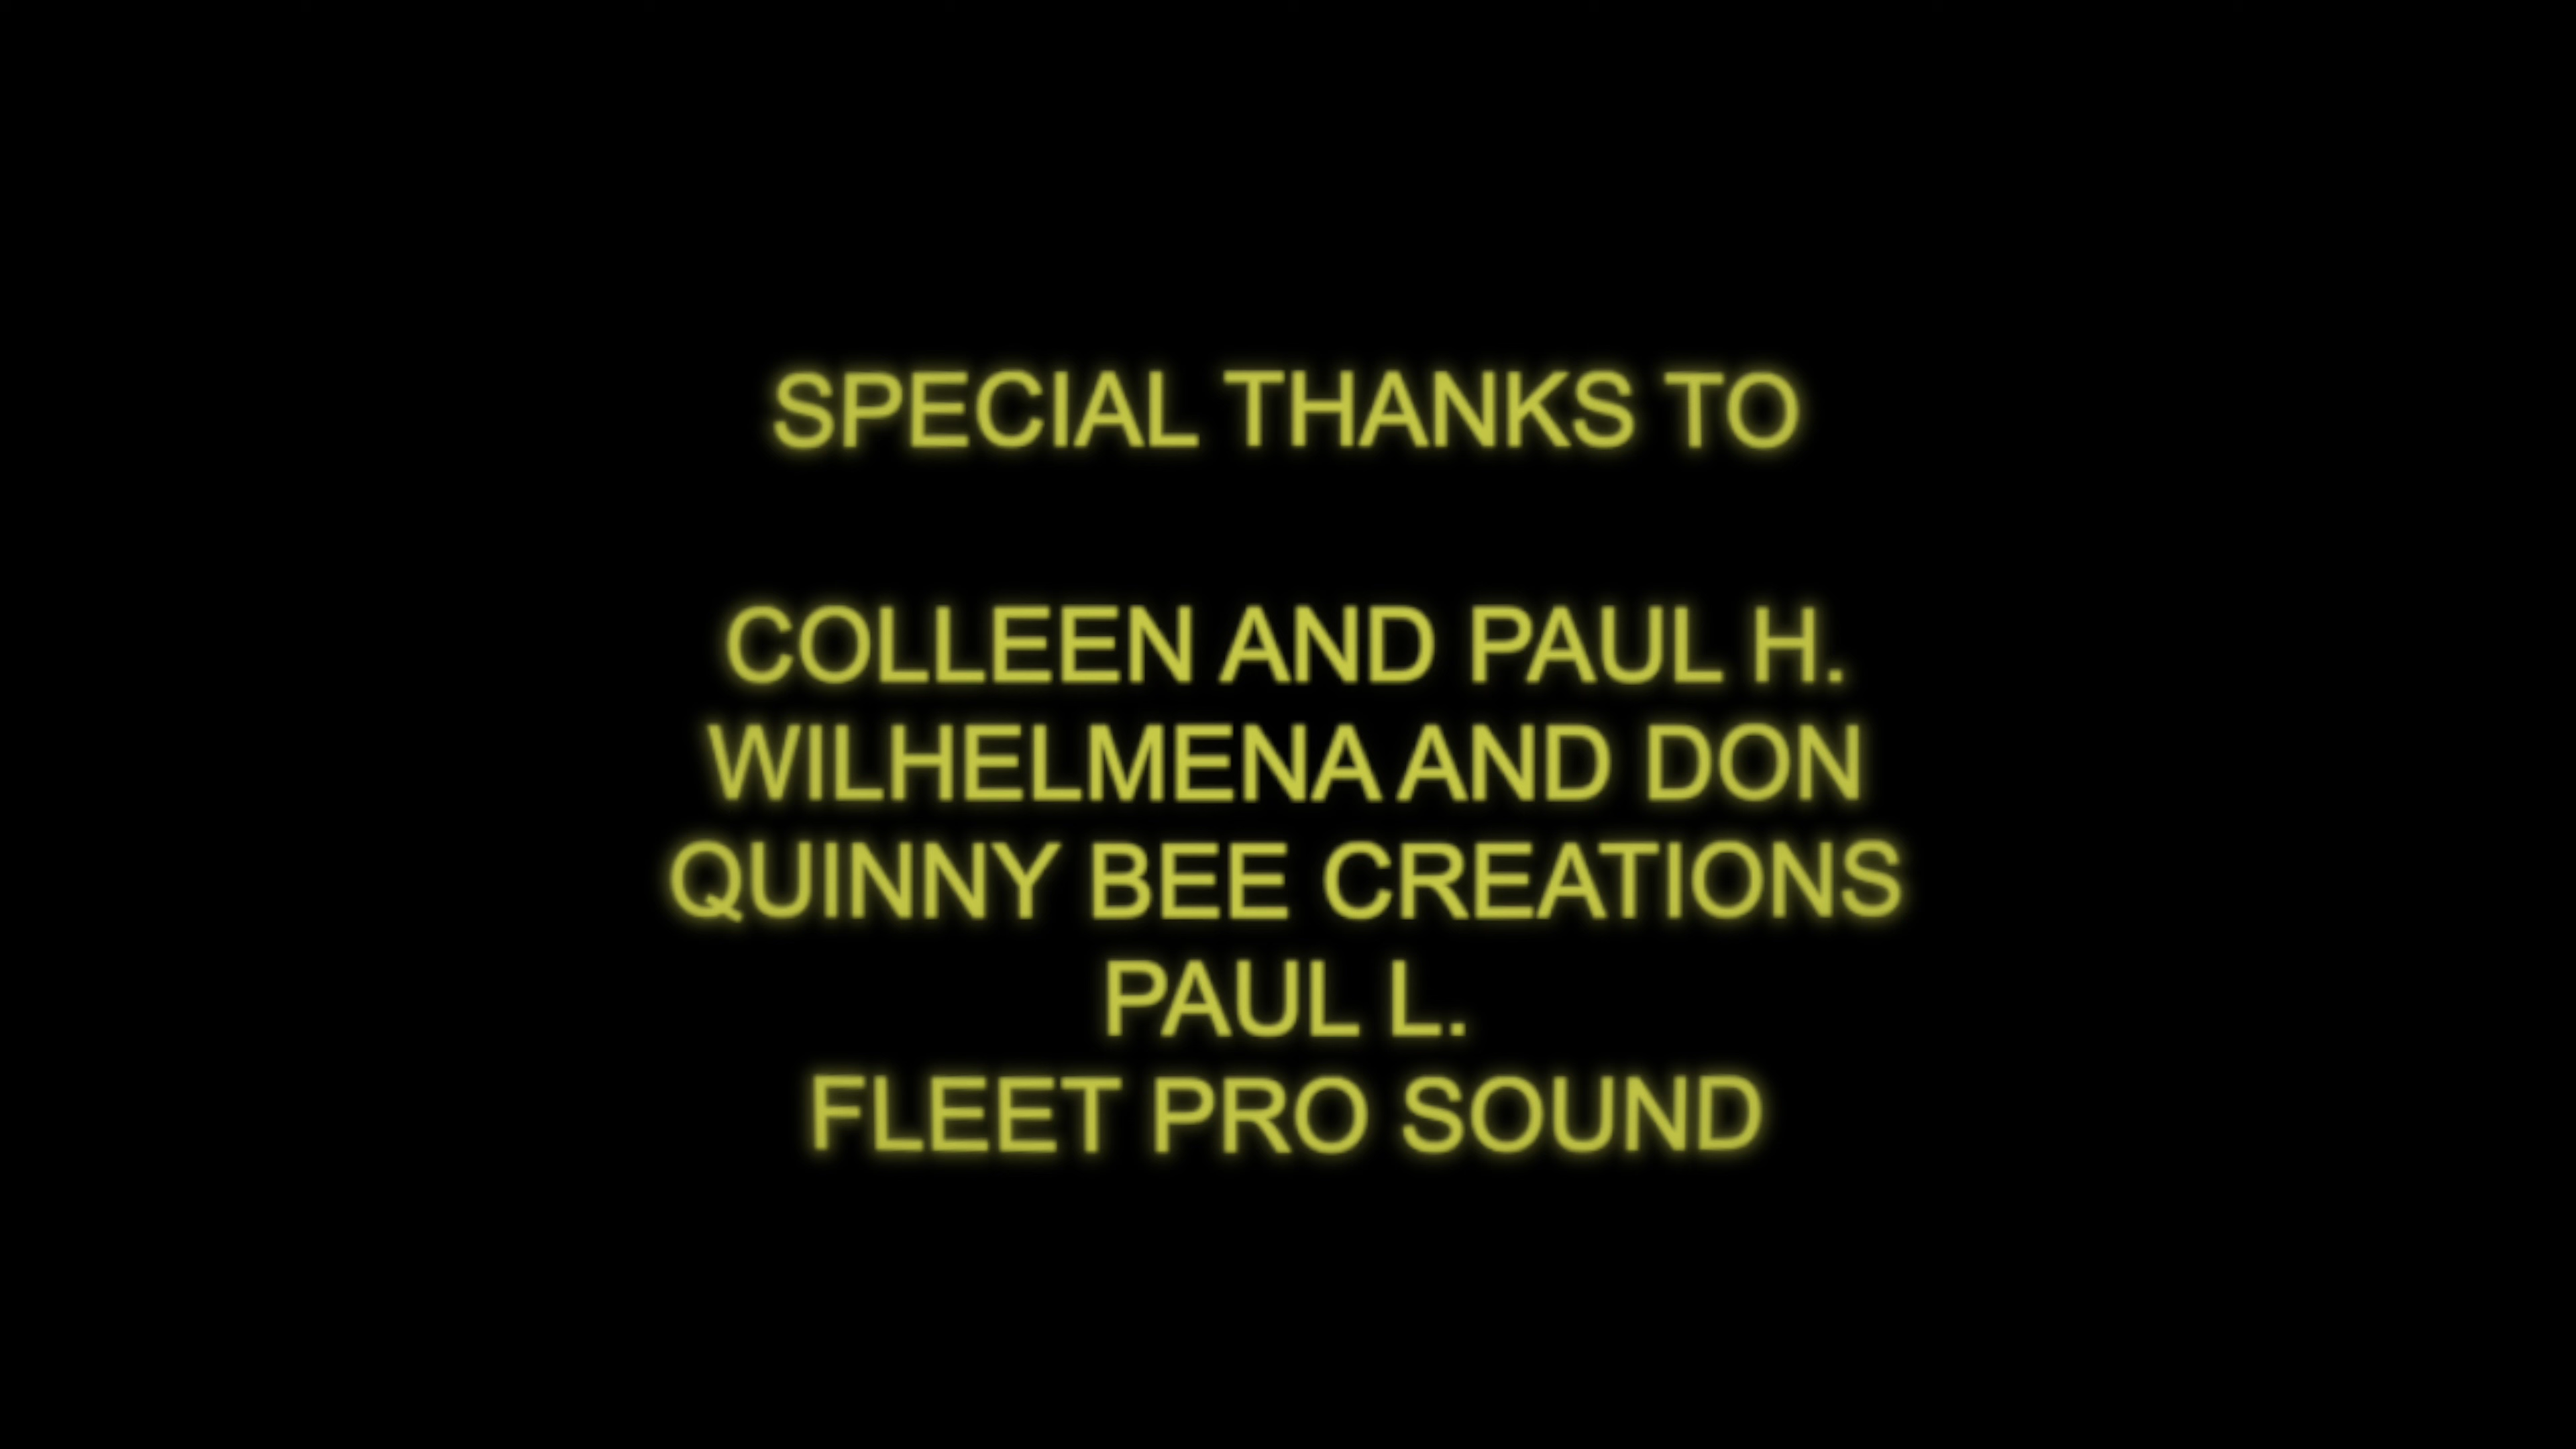 SPECIAL THANKS TO
COLLEEN AND PAUL H.
WILHELMENA AND DON
QUINNY BEE CREATIONS
PAUL L.
FLEET PRO SOUND